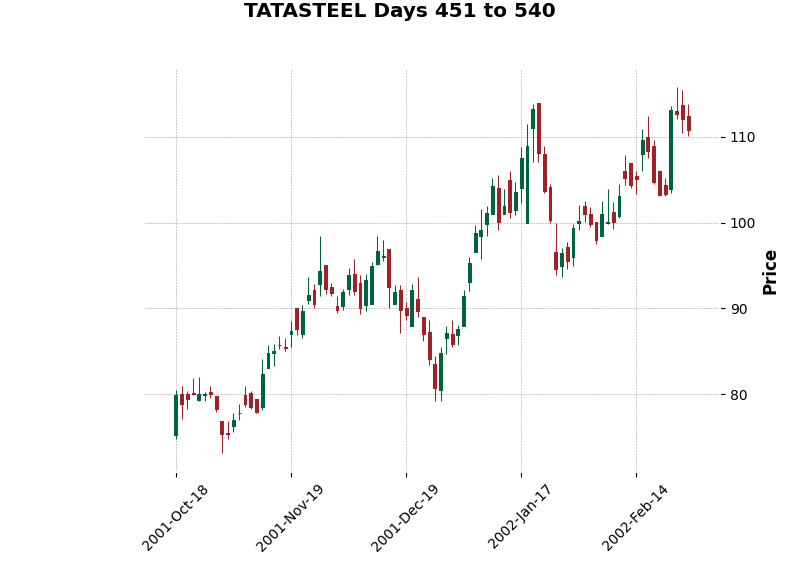 TATASTEEL Days 451 to 540
110
100
90
80
Price
2001-Oct-18
2001-Nov-19
2001-Dec-19
2002-Jan-17
2002-Feb-14